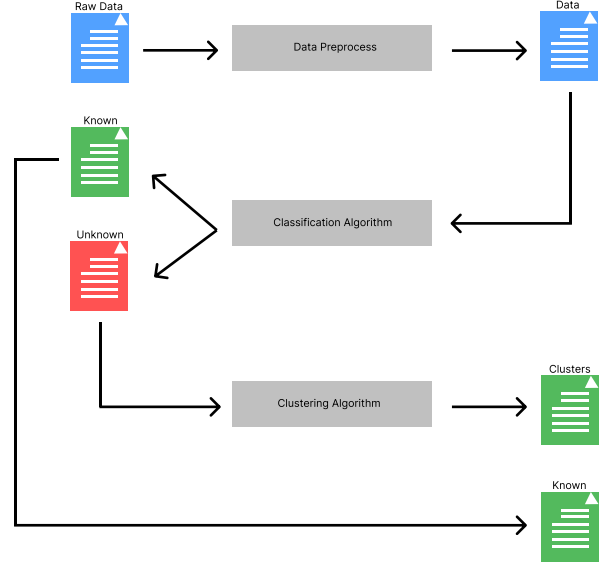 Raw Data
Data Preprocess
Data
Known
Classification Algorithm
Unknown
Clustering Algorithm
Clusters
Known